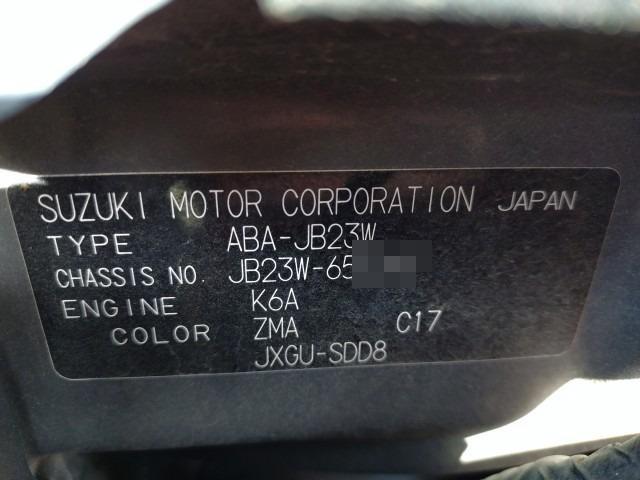 SUZUKI MOTOR CORPORATION JAPAN
TYPE ABA-JB23W
CHASSIS NO. JB23W-65
ENGINE K6A
COLOR ZMA C17
JXGU-SDD8